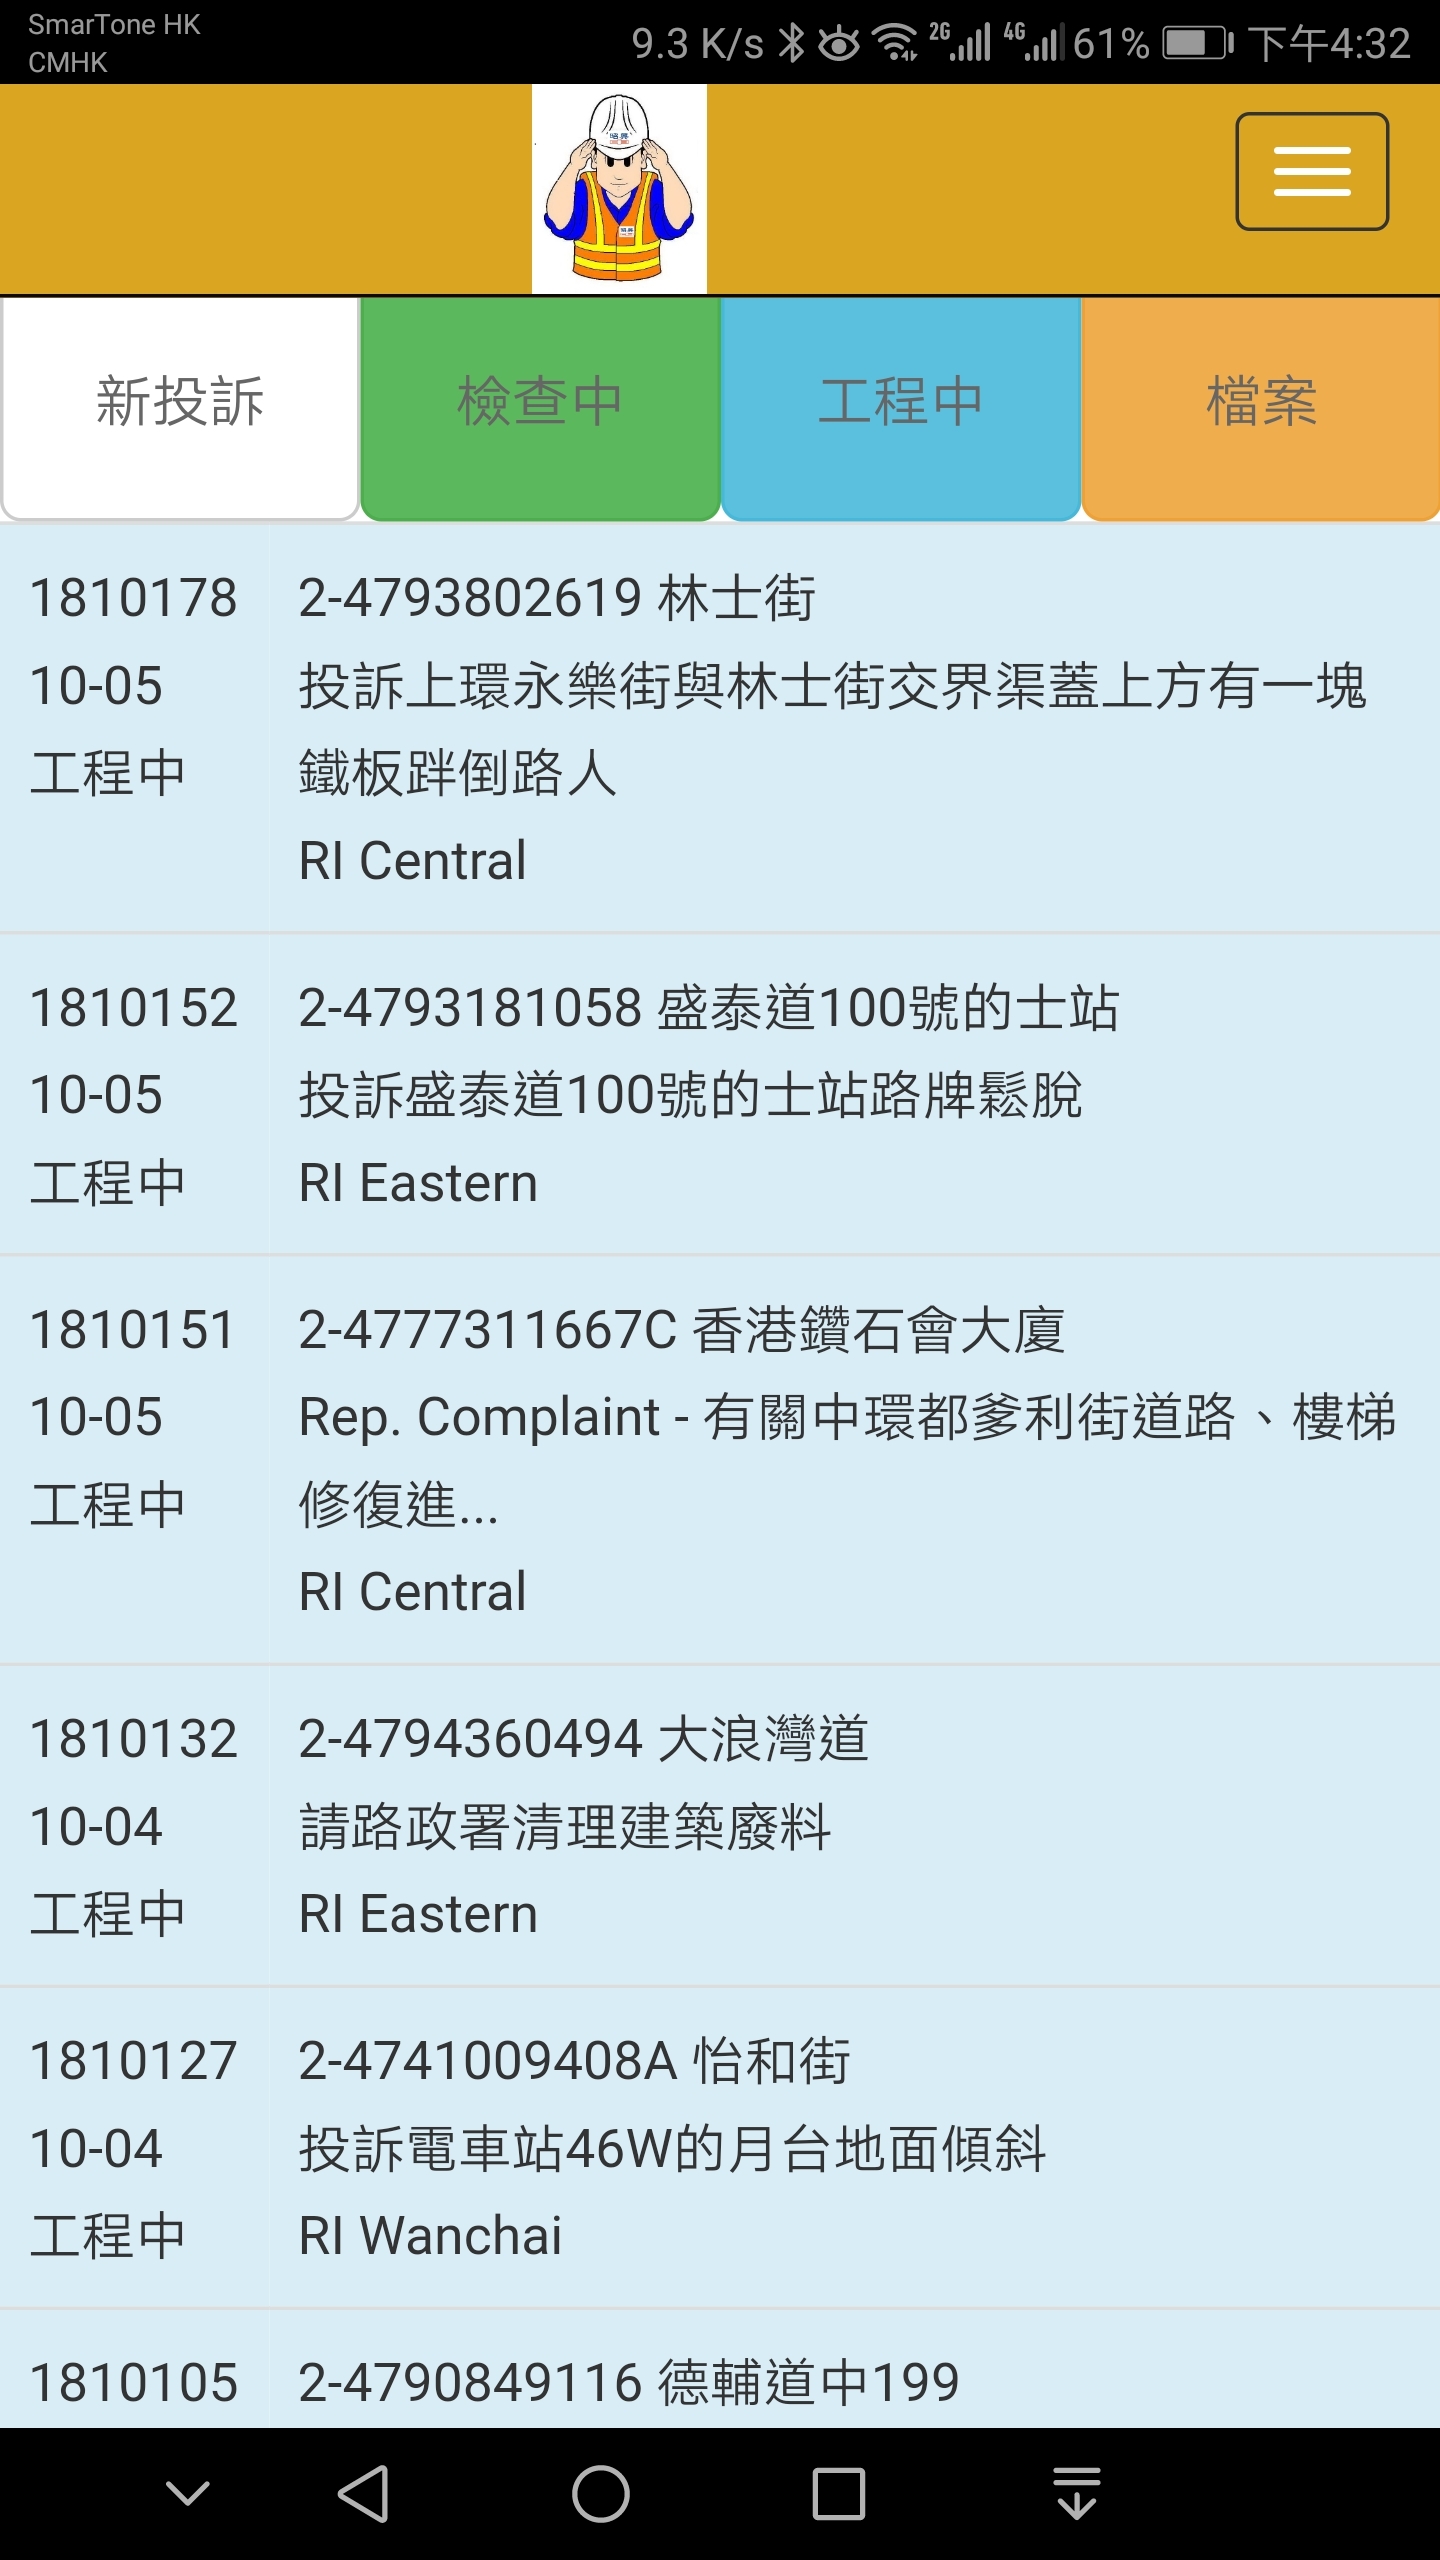 SmarTone HK
CMHK
9.3 K/s 2G 4G 61% 下午4:32
昭興
新投訴 檢查中 工程中 檔案
1810178 2-4793802619 林士街
10-05 投訴上環永樂街與林士街交界渠蓋上方有一塊
工程中 鐵板跘倒路人
RI Central
1810152 2-4793181058 盛泰道100號的士站
10-05 投訴盛泰道100號的士站路牌鬆脫
工程中 RI Eastern
1810151 2-4777311667C 香港鑽石會大廈
10-05 Rep. Complaint - 有關中環都爹利街道路、樓梯
工程中 修復進...
RI Central
1810132 2-4794360494 大浪灣道
10-04 請路政署清理建築廢料
工程中 RI Eastern
1810127 2-4741009408A 怡和街
10-04 投訴電車站46W的月台地面傾斜
工程中 RI Wanchai
1810105 2-4790849116 德輔道中199